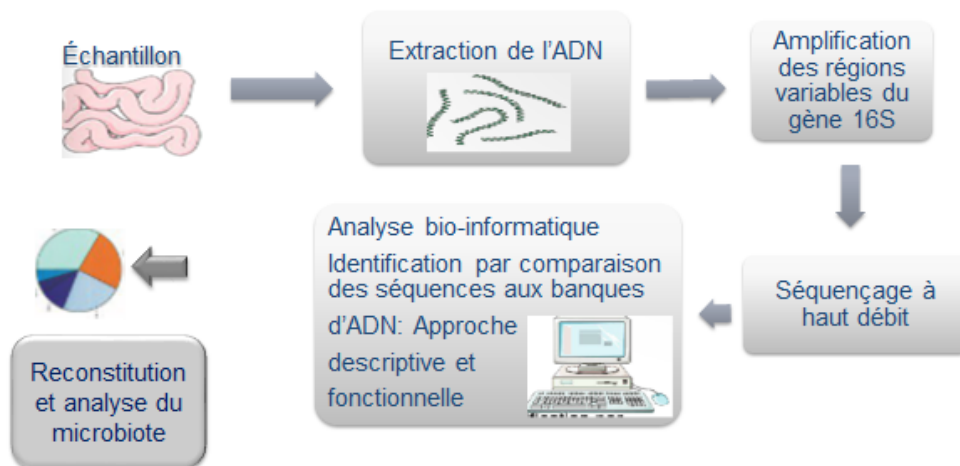 Échantillon
Extraction de l'ADN
Amplification
des régions
variables du
gène 16S
Séquençage à
haut débit
Analyse bio-informatique
Identification par comparaison
des séquences aux banques
d'ADN: Approche
descriptive et
fonctionnelle
Reconstitution
et analyse du
microbiote